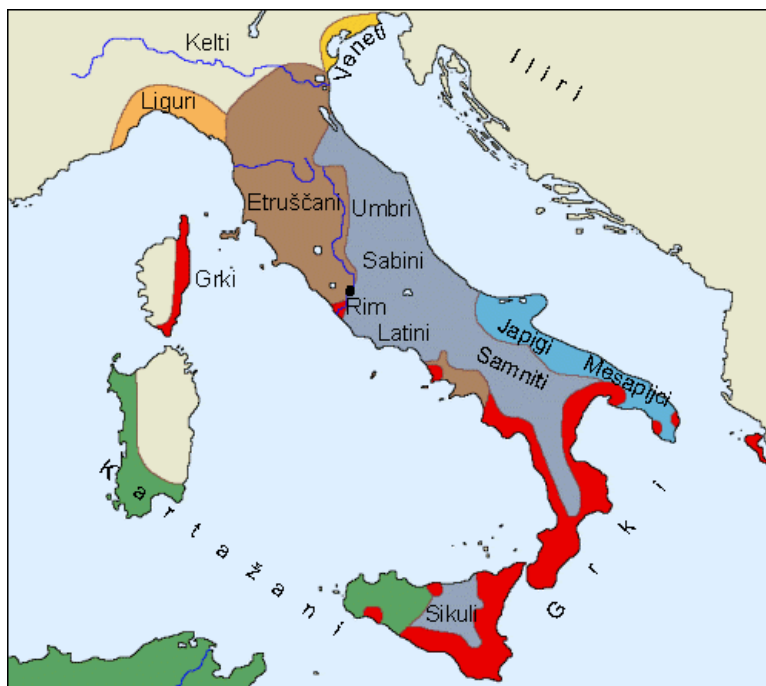 Kelti
Veneti
Iliri
Liguri
Etruščani
Umbri
Sabini
Grki
Rim
Latini
Japigi
Samniti
Mesapijci
Kartažani
Grki
Sikuli